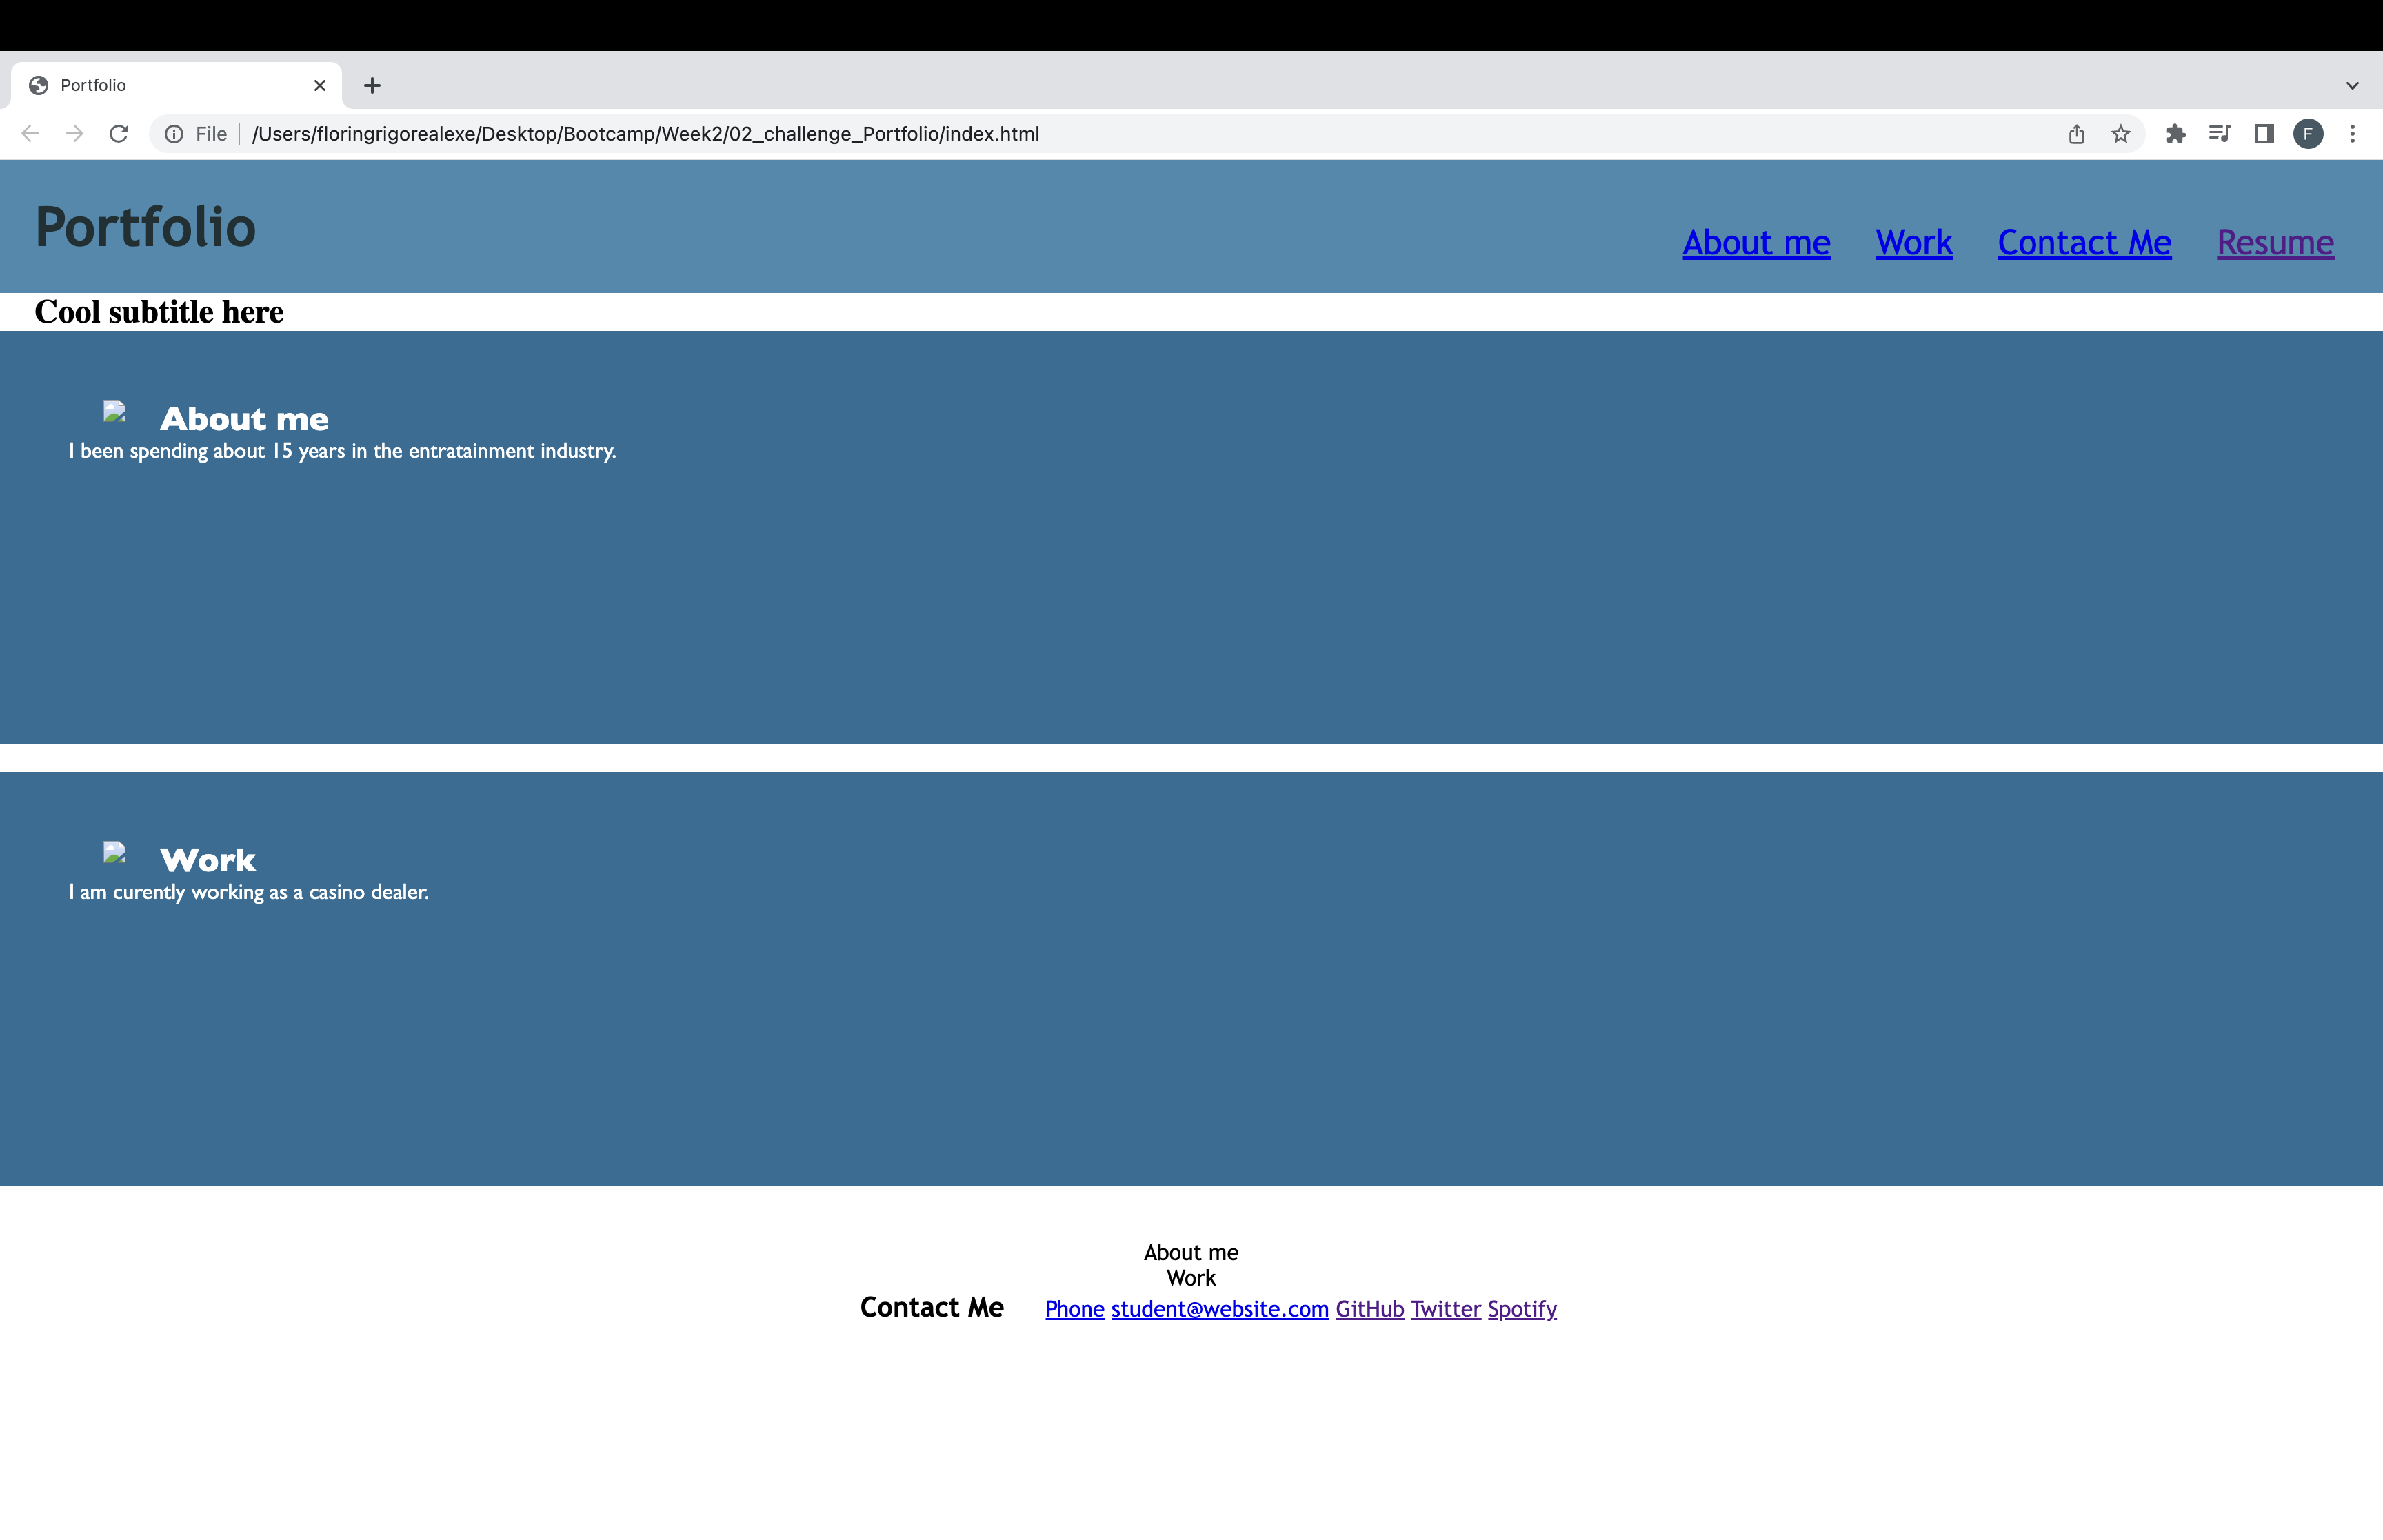 Portfolio
File /Users/floringrigorealexe/Desktop/Bootcamp/Week2/02_challenge_Portfolio/index.html F
Portfolio
About me Work Contact Me Resume
Cool subtitle here
About me
I been spending about 15 years in the entratainment industry.
Work
I am curently working as a casino dealer.
About me
Work
Contact Me Phone student@website.com GitHub Twitter Spotify